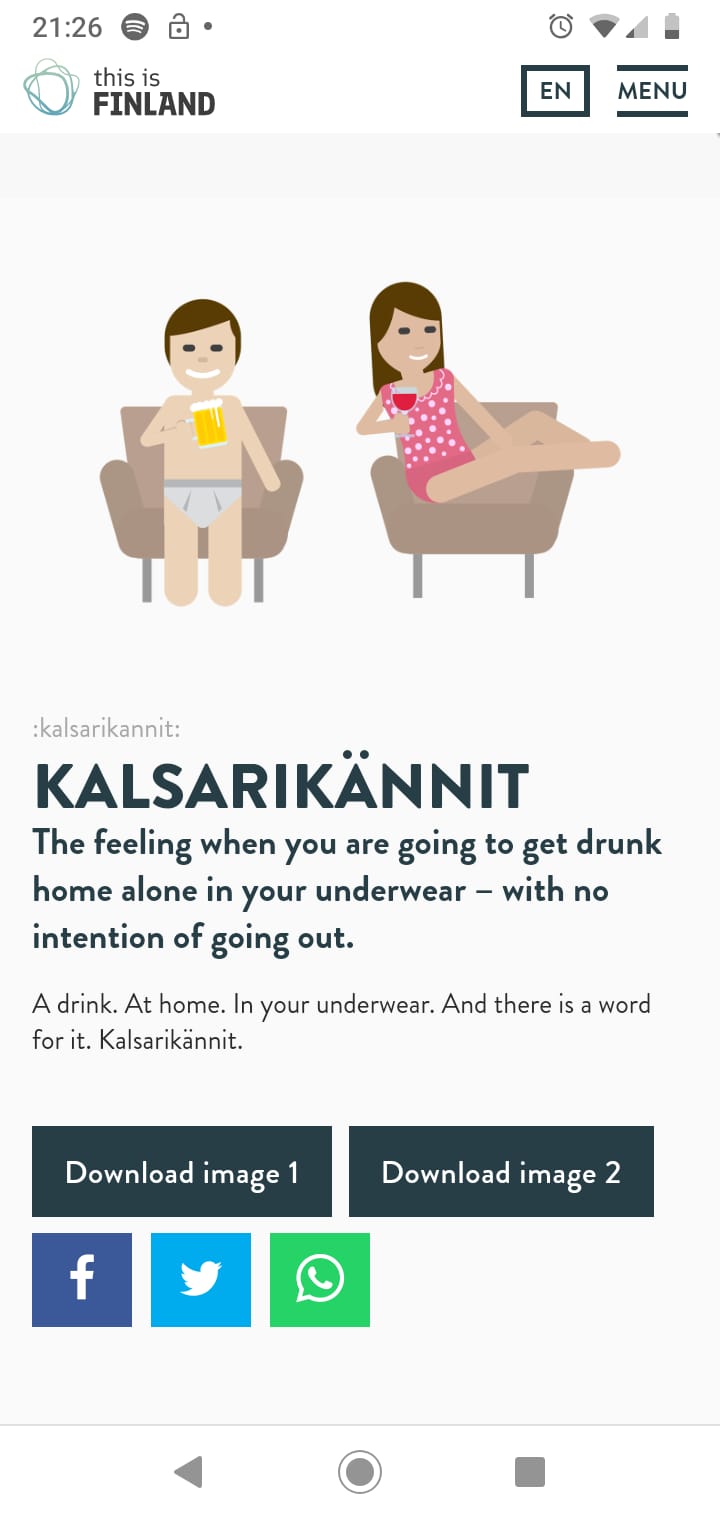 21:26
this is
FINLAND
EN
MENU
:kalsarikannit:
KALSARIKÄNNIT
The feeling when you are going to get drunk
home alone in your underwear – with no
intention of going out.
A drink. At home. In your underwear. And there is a word
for it. Kalsarikännit.
Download image 1
Download image 2